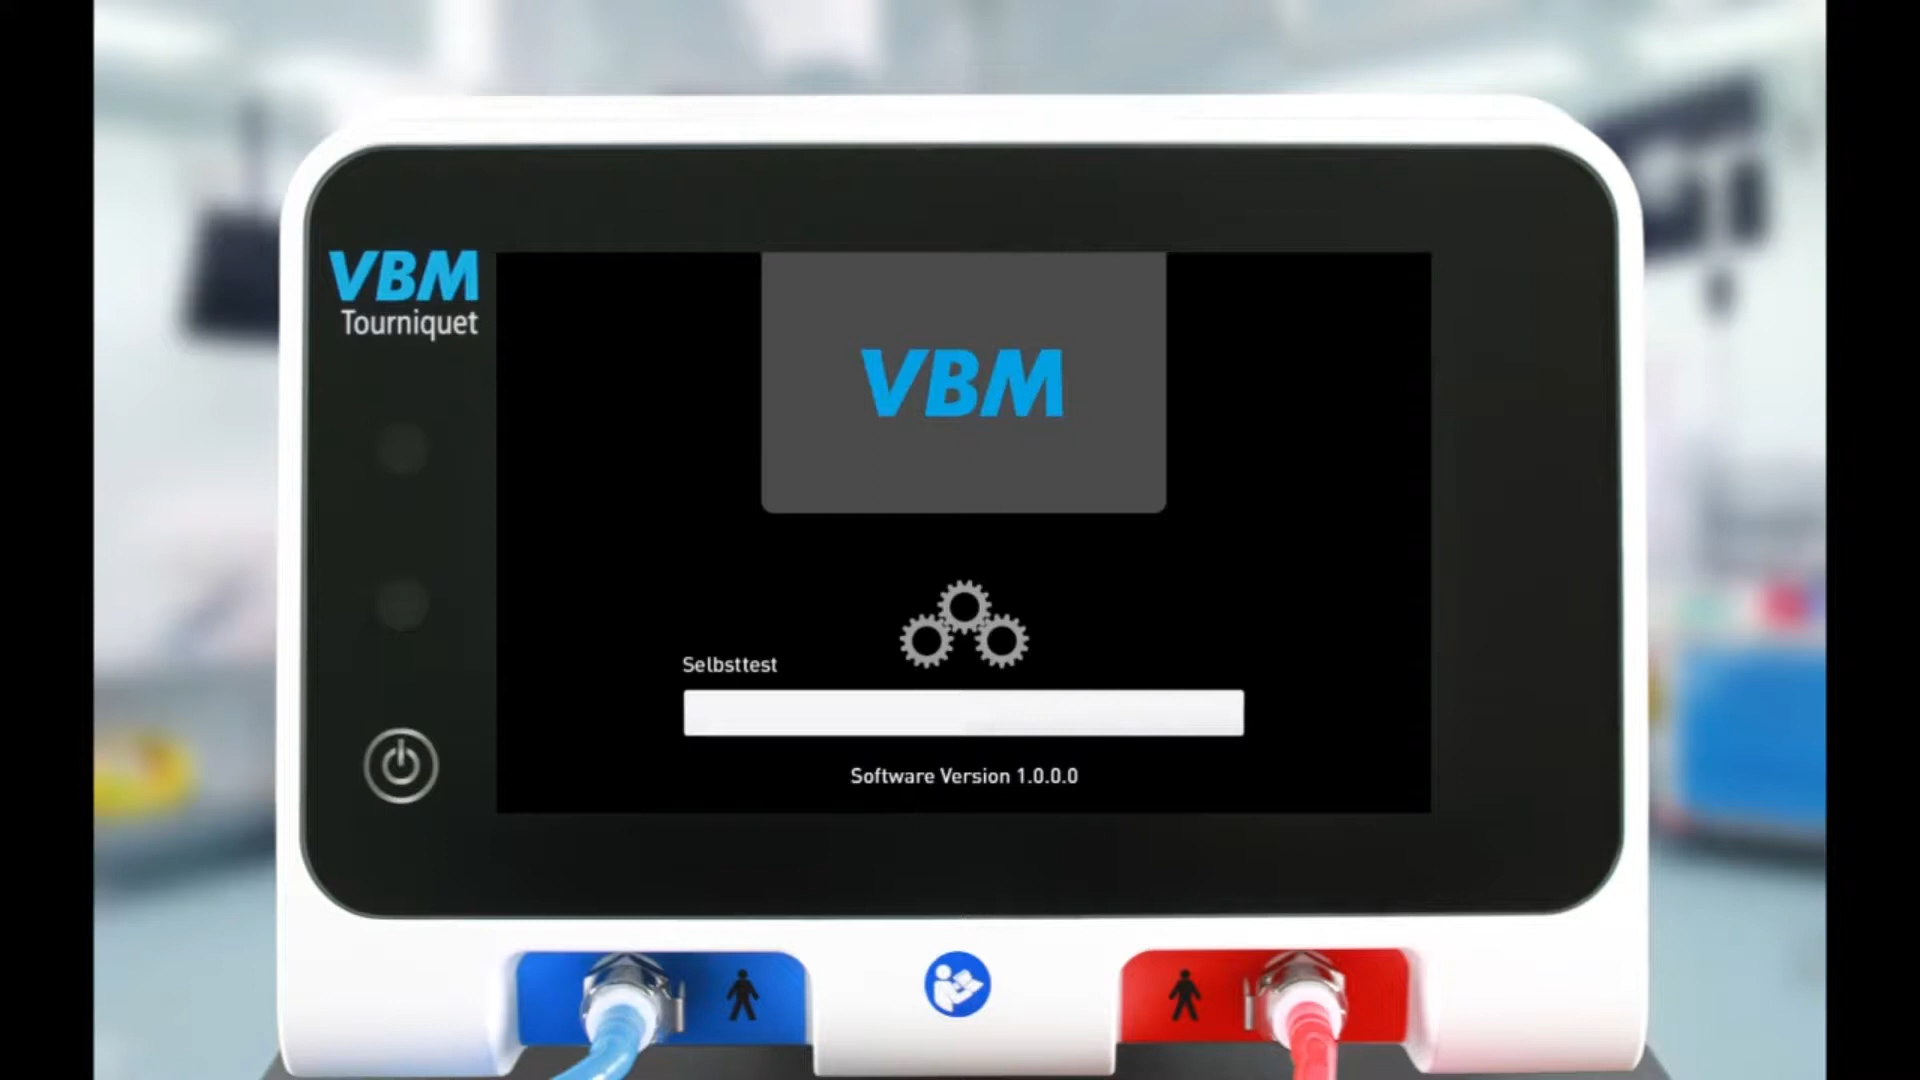 VBM
Tourniquet
VBM
Selbsttest
Software Version 1.0.0.0